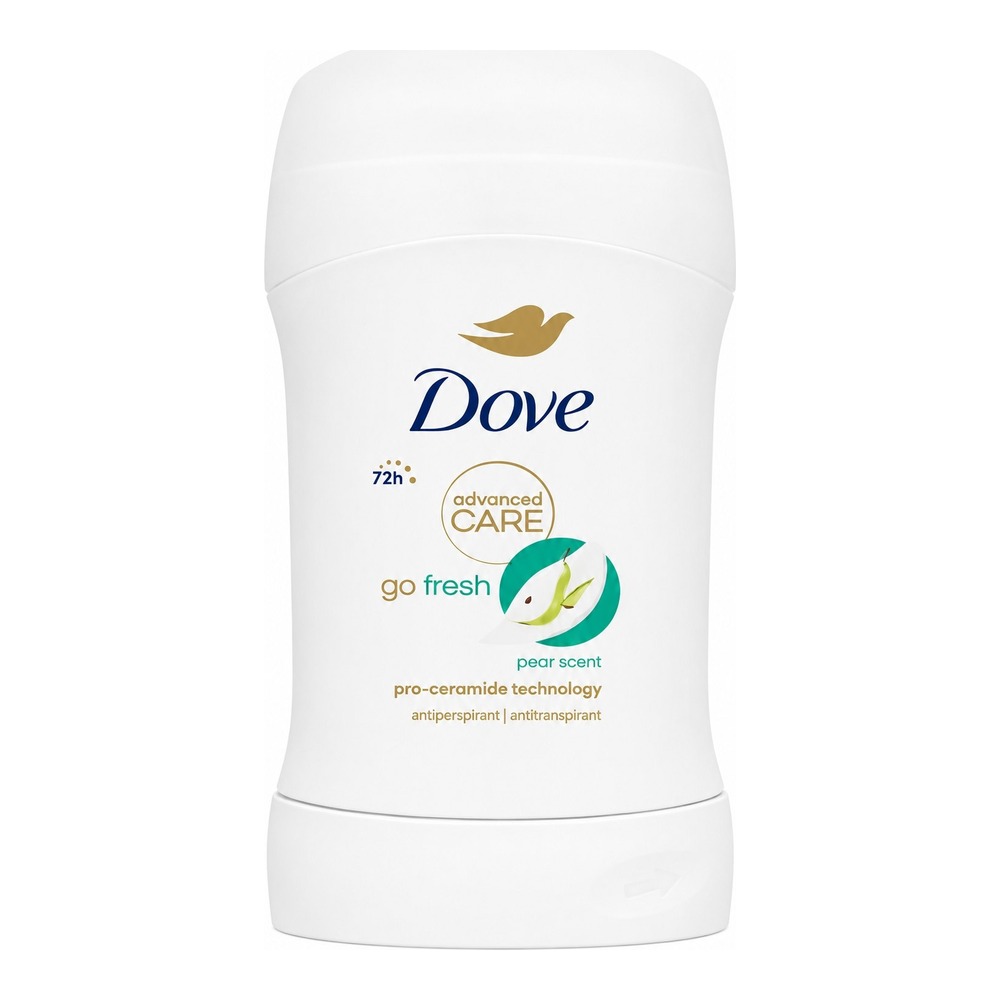 Dove
72h
advanced
CARE
go fresh
pear scent
pro-ceramide technology
antiperspirant | antitranspirant